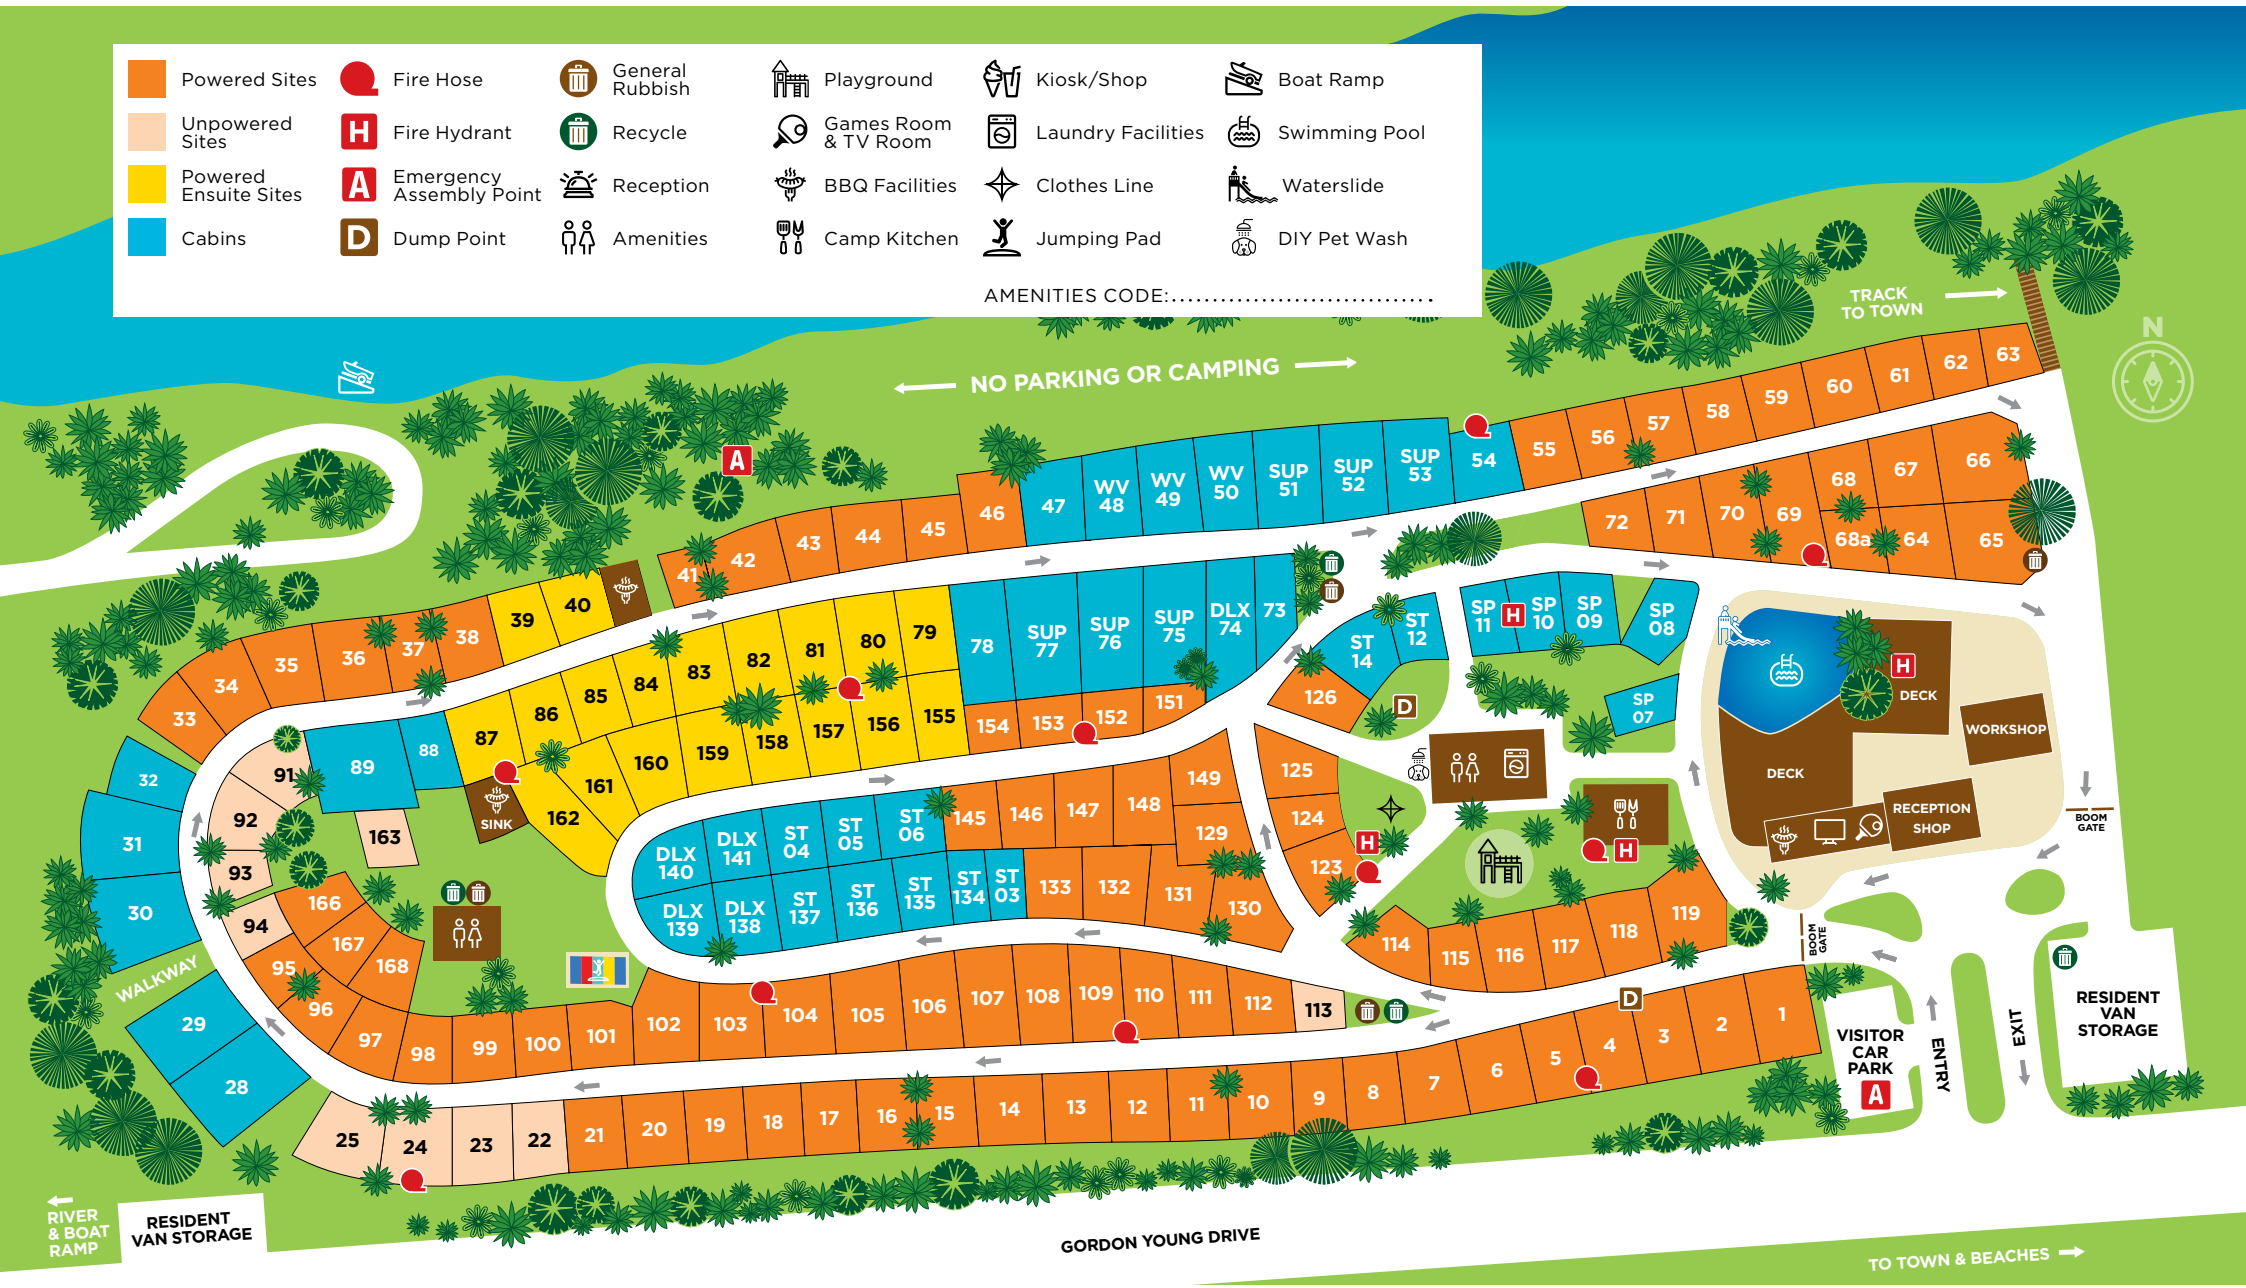 Powered Sites
Unpowered
Sites
Powered
Ensuite Sites
Cabins
Fire Hose
H
Fire Hydrant
A
Emergency
Assembly Point
D
Dump Point
General
Rubbish
Recycle
Reception
Amenities
Playground
Games Room
& TV Room
BBQ Facilities
Camp Kitchen
Kiosk/Shop
Laundry Facilities
Clothes Line
Jumping Pad
Boat Ramp
Swimming Pool
Waterslide
DIY Pet Wash
AMENITIES CODE:................................
TRACK
TO TOWN
N
NO PARKING OR CAMPING
A
63
62
61
60
59
58
57
56
55
54
SUP
53
SUP
52
SUP
51
WV
50
WV
49
WV
48
47
46
45
44
43
42
41
40
39
38
37
36
35
34
33
32
31
30
WALKWAY
29
28
66
67
68
69
70
71
72
68a
64
65
73
DLX
74
SUP
75
SUP
76
SUP
77
78
79
80
81
82
83
84
85
86
87
88
89
91
92
93
94
95
96
97
98
99
100
101
102
103
104
105
106
107
108
109
110
111
112
113
163
166
167
168
SINK
162
161
160
159
158
157
156
155
154
153
152
151
126
ST
14
ST
12
D
SP
11
H
SP
10
SP
09
SP
08
SP
07
H
DECK
WORKSHOP
DECK
RECEPTION
SHOP
BOOM
GATE
149
148
147
146
145
129
ST
06
ST
05
ST
04
DLX
141
DLX
140
DLX
139
DLX
138
ST
137
ST
136
ST
135
ST
134
ST
03
133
132
131
130
125
124
123
H
H
114
115
116
117
118
119
BOOM
GATE
D
1
2
3
4
5
6
7
8
9
10
11
12
13
14
15
16
17
18
19
20
21
22
23
24
25
VISITOR
CAR
PARK
A
ENTRY
EXIT
RESIDENT
VAN
STORAGE
RIVER
& BOAT
RAMP
RESIDENT
VAN STORAGE
GORDON YOUNG DRIVE
TO TOWN & BEACHES